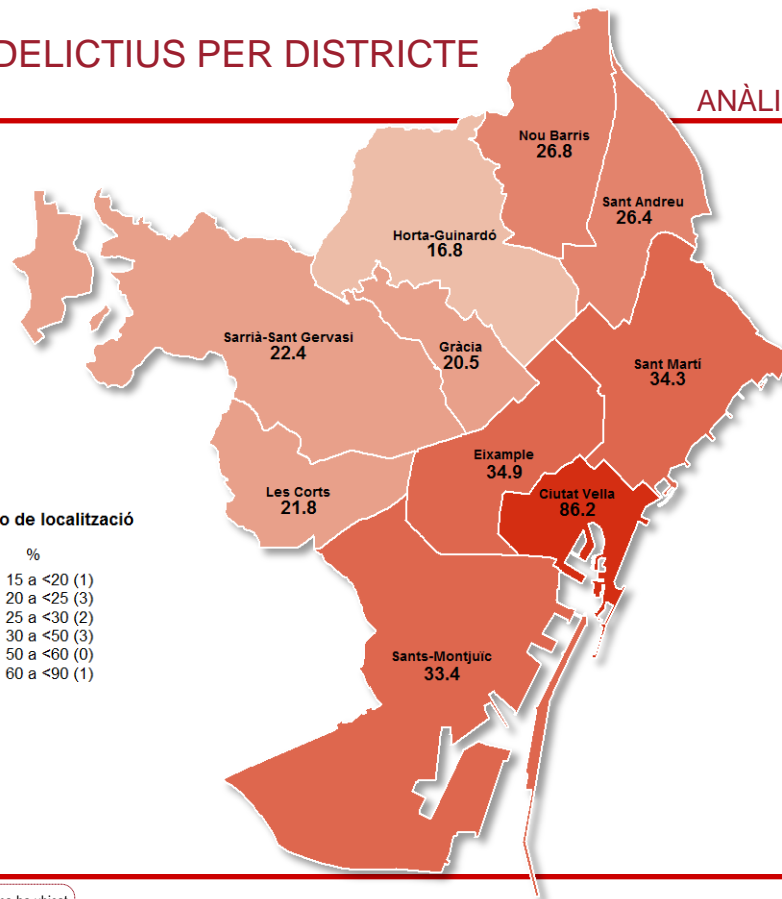 DELICTIUS PER DISTRICTE
ANÀLI
Nou Barris
26.8
Sant Andreu
26.4
Horta-Guinardó
16.8
Sarrià-Sant Gervasi
22.4
Gràcia
20.5
Sant Martí
34.3
Eixample
34.9
Les Corts
21.8
Ciutat Vella
86.2
o de localització
%
15 a <20 (1)
20 a <25 (3)
25 a <30 (2)
30 a <50 (3)
50 a <60 (0)
60 a <90 (1)
Sants-Montjuïc
33.4